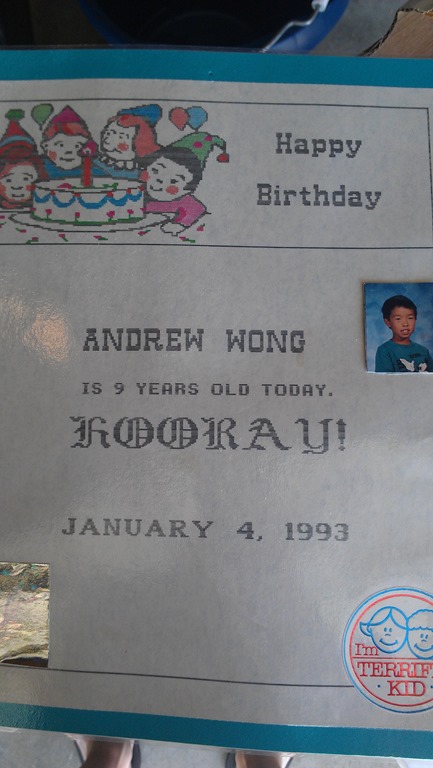 Happy
Birthday
ANDREW WONG
IS 9 YEARS OLD TODAY.
HOORAY!
JANUARY 4, 1993
I'm
KID